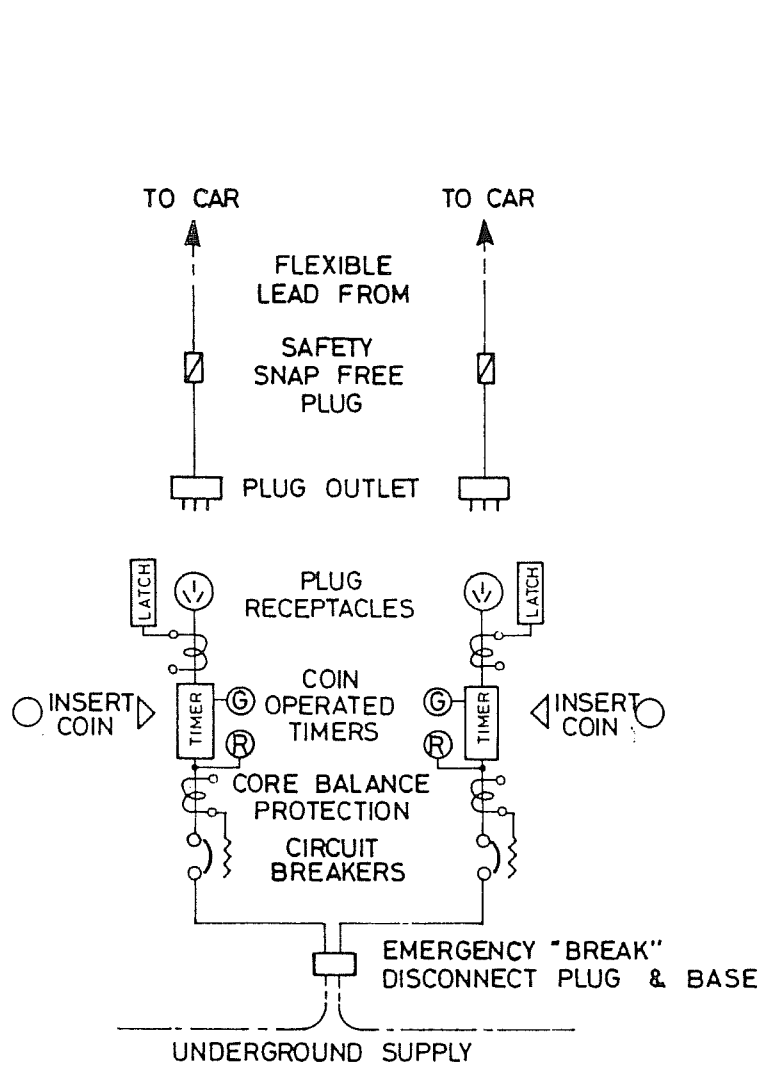 TO CAR
TO CAR
FLEXIBLE
LEAD FROM
SAFETY
SNAP FREE
PLUG
PLUG OUTLET
LATCH
PLUG
RECEPTACLES
LATCH
INSERT
COIN
TIMER
G
COIN
OPERATED
TIMERS
G
TIMER
INSERT
COIN
R
R
CORE BALANCE
PROTECTION
CIRCUIT
BREAKERS
EMERGENCY "BREAK"
DISCONNECT PLUG & BASE
UNDERGROUND SUPPLY